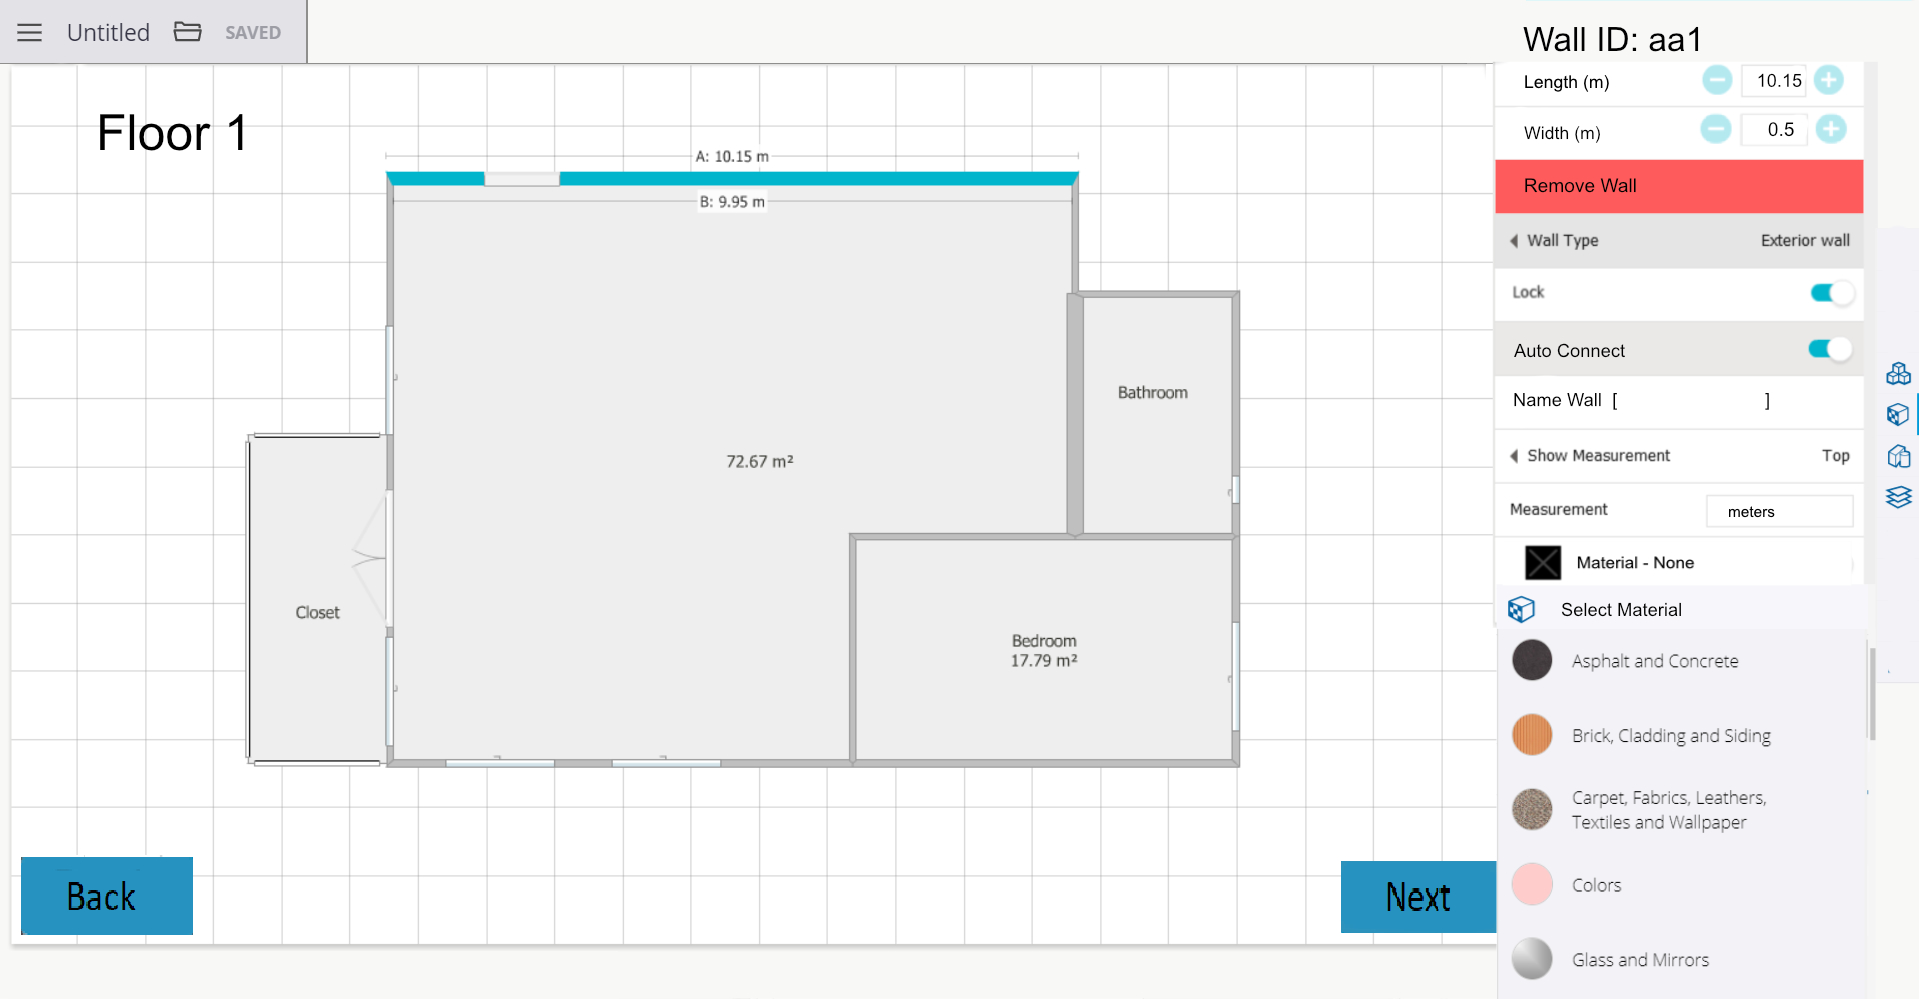 Untitled SAVED
Floor 1
A: 10.15 m
B: 9.95 m
Bathroom
72.67 m²
Closet
Bedroom
17.79 m²
Back
Next
Wall ID: aa1
Length (m) 10.15
Width (m) 0.5
Remove Wall
Wall Type Exterior wall
Lock
Auto Connect
Name Wall [ ]
Show Measurement Top
Measurement meters
Material - None
Select Material
Asphalt and Concrete
Brick, Cladding and Siding
Carpet, Fabrics, Leathers,
Textiles and Wallpaper
Colors
Glass and Mirrors